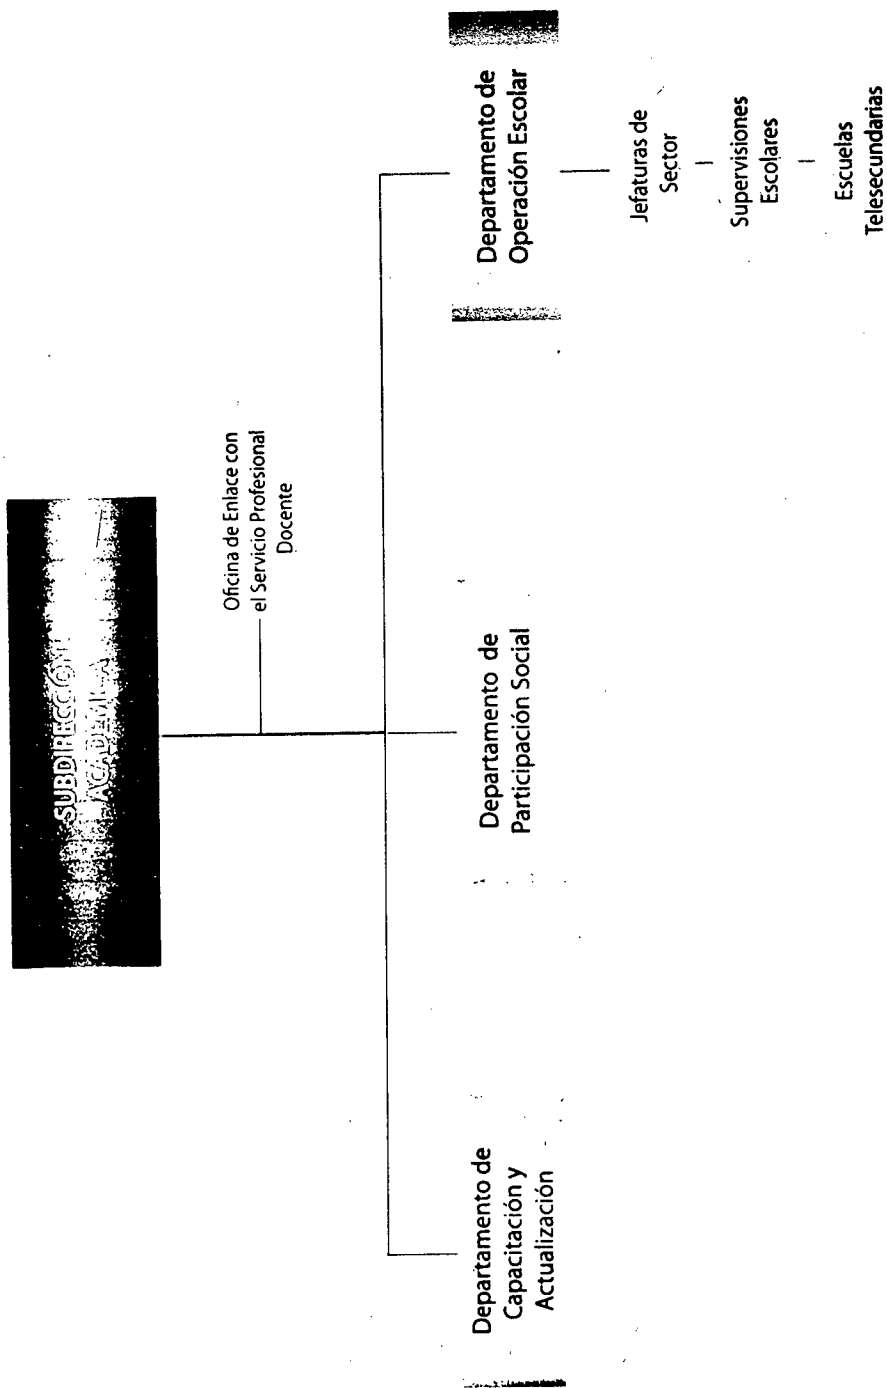 SUBDIRECCIÓN
ACADÉMICA
Oficina de Enlace con
el Servicio Profesional
Docente
Departamento de
Capacitación y
Actualización
Departamento de
Participación Social
Departamento de
Operación Escolar
Jefaturas de
Sector
Supervisiones
Escolares
Escuelas
Telesecundarias